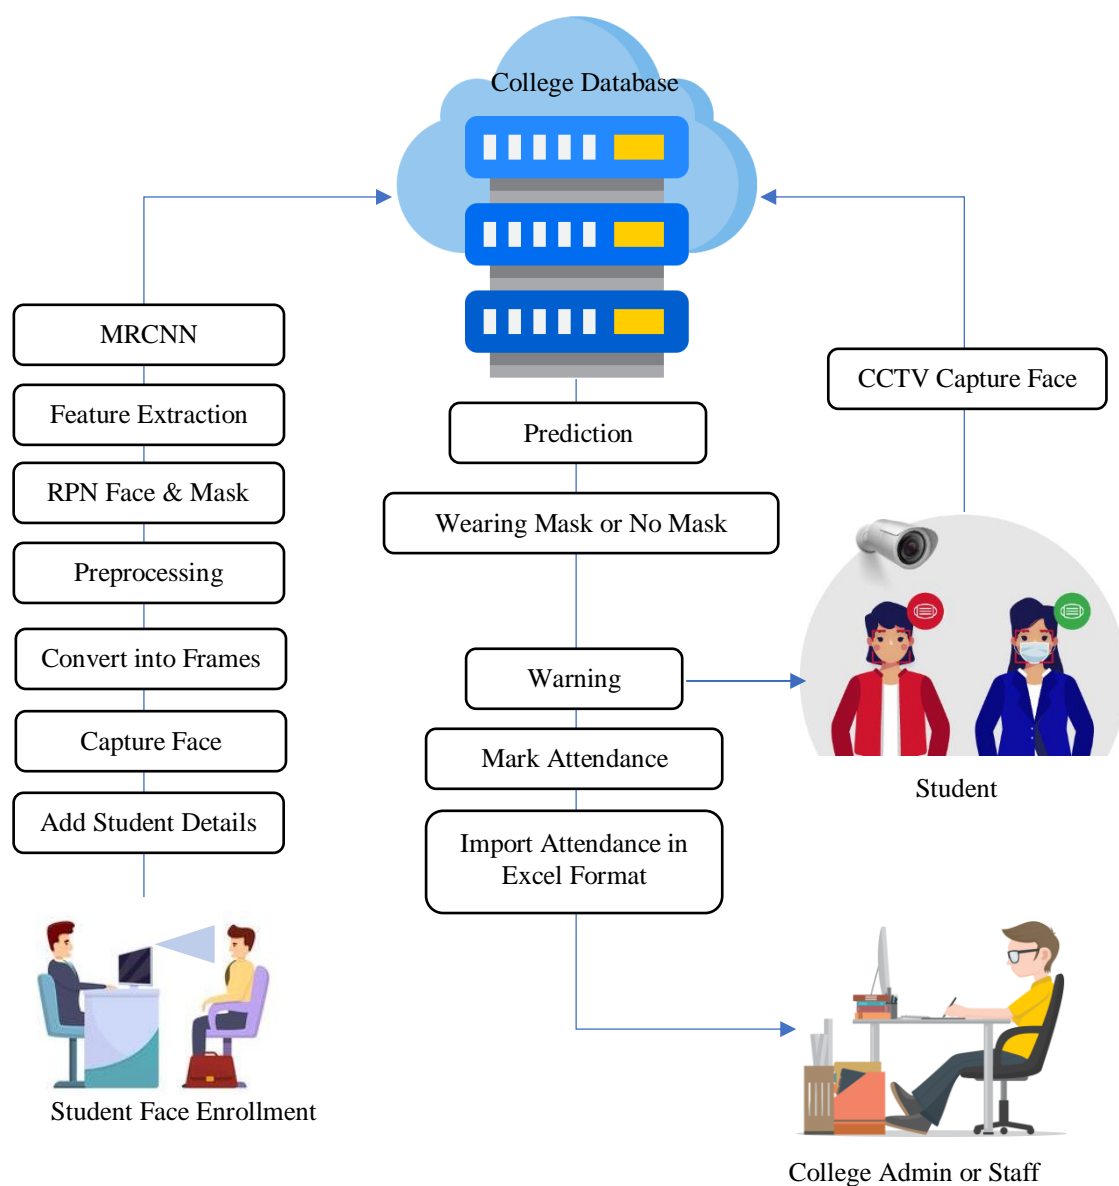 College Database
MRCNN
Feature Extraction
RPN Face & Mask
Preprocessing
Convert into Frames
Capture Face
Add Student Details
Student Face Enrollment
Prediction
Wearing Mask or No Mask
Warning
Mark Attendance
Import Attendance in
Excel Format
CCTV Capture Face
Student
College Admin or Staff